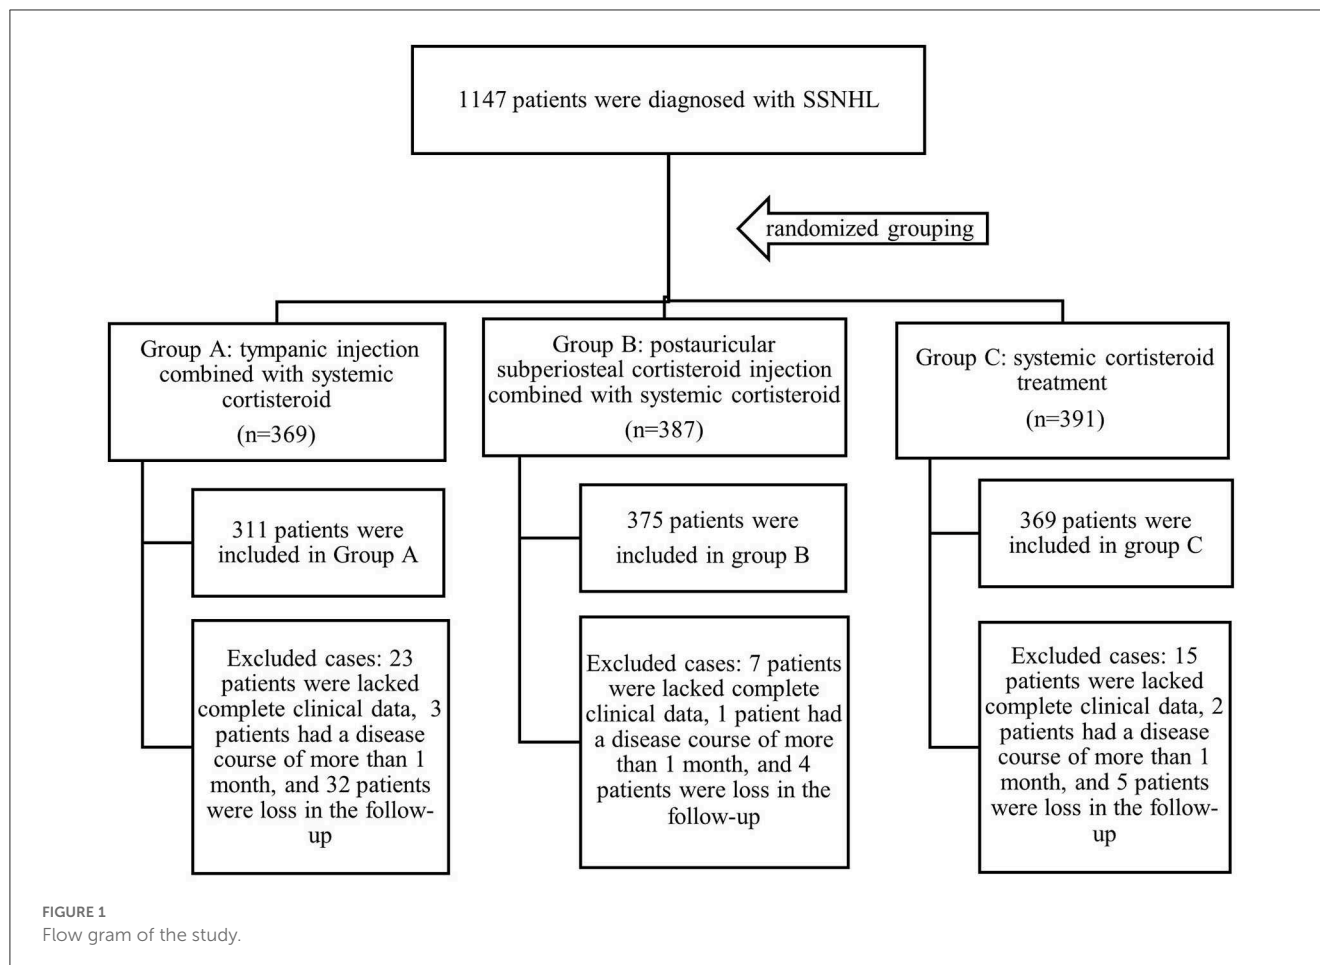 1147 patients were diagnosed with SSNHL
randomized grouping
Group A: tympanic injection
combined with systemic
cortisteroid
(n=369)
Group B: postauricular
subperiosteal cortisteroid injection
combined with systemic cortisteroid
(n=387)
Group C: systemic cortisteroid
treatment
(n=391)
311 patients were
included in Group A
375 patients were
included in group B
369 patients were
included in group C
Excluded cases: 23
patients were lacked
complete clinical data, 3
patients had a disease
course of more than 1
month, and 32 patients
were loss in the follow-
up
Excluded cases: 7 patients
were lacked complete
clinical data, 1 patient had
a disease course of more
than 1 month, and 4
patients were loss in the
follow-up
Excluded cases: 15
patients were lacked
complete clinical data, 2
patients had a disease
course of more than 1
month, and 5 patients
were loss in the follow-
up
FIGURE 1
Flow gram of the study.